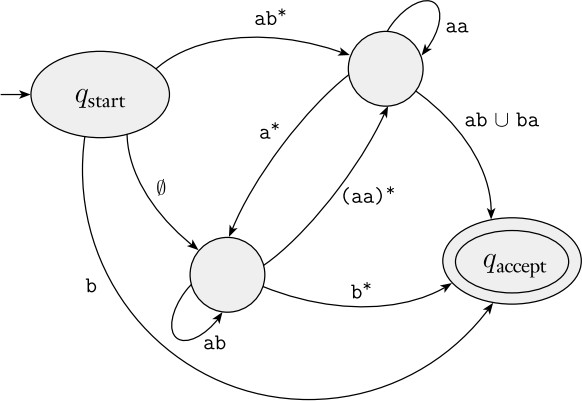 ab*
aa
q_start
a*
ab ∪ ba
∅
(aa)*
q_accept
b
b*
ab